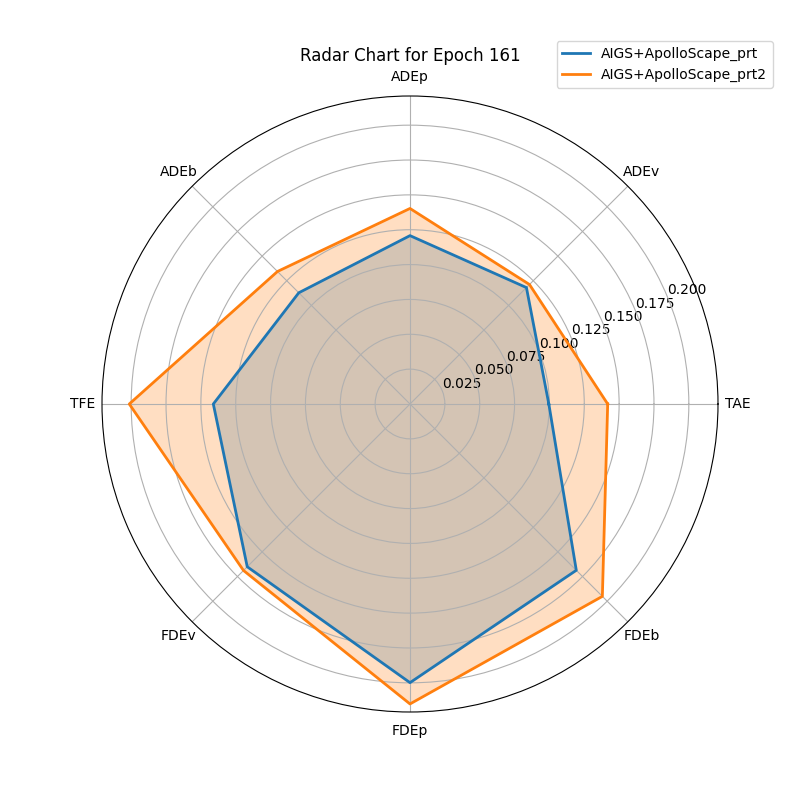 Radar Chart for Epoch 161
AIGS+ApolloScape_prt
AIGS+ApolloScape_prt2
ADEp
ADEb
ADEv
0.200
0.175
0.150
0.125
0.100
0.075
0.050
0.025
TFE
TAE
FDEv
FDEb
FDEp